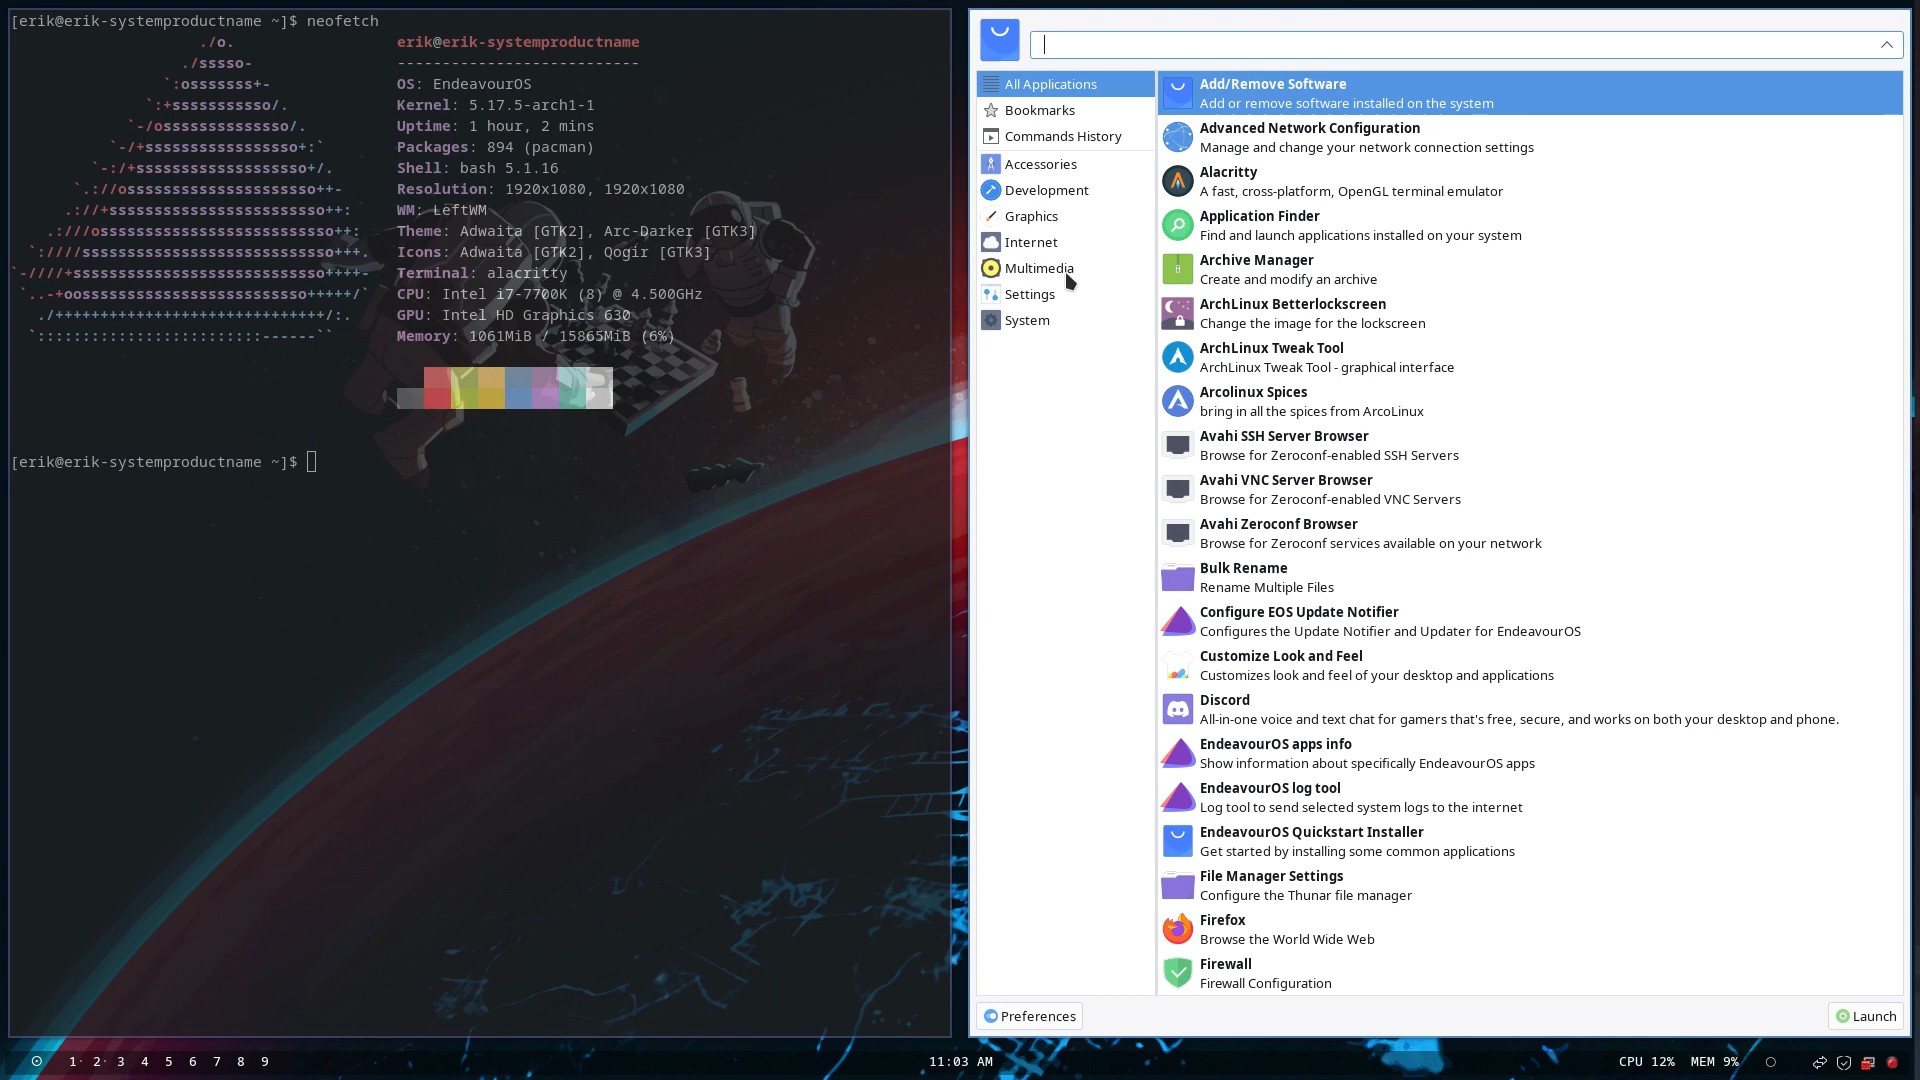 [erik@erik-systemproductname ~]$ neofetch
./o.
./sssso-
`:osssssss+-
`:+sssssssssso/.
`-/ossssssssssssso/.
`-/+sssssssssssssssso+:`
`-:/+sssssssssssssssssso+/.
`.://osssssssssssssssssssso++-
.://+ssssssssssssssssssssssso++:
.:///ossssssssssssssssssssssssso++:
`:////ssssssssssssssssssssssssssso+++.
`-////+ssssssssssssssssssssssssssso++++-
`..-+oosssssssssssssssssssssssso+++++/`
./++++++++++++++++++++++++++++++/:.
`:::::::::::::::::::::::::------``
erik@erik-systemproductname
---------------------------
OS: EndeavourOS
Kernel: 5.17.5-arch1-1
Uptime: 1 hour, 2 mins
Packages: 894 (pacman)
Shell: bash 5.1.16
Resolution: 1920x1080, 1920x1080
WM: LeftWM
Theme: Adwaita [GTK2], Arc-Darker [GTK3]
Icons: Adwaita [GTK2], Qogir [GTK3]
Terminal: alacritty
CPU: Intel i7-7700K (8) @ 4.500GHz
GPU: Intel HD Graphics 630
Memory: 1061MiB / 15865MiB (6%)
[erik@erik-systemproductname ~]$
All Applications
Bookmarks
Commands History
Accessories
Development
Graphics
Internet
Multimedia
Settings
System
Add/Remove Software
Add or remove software installed on the system
Advanced Network Configuration
Manage and change your network connection settings
Alacritty
A fast, cross-platform, OpenGL terminal emulator
Application Finder
Find and launch applications installed on your system
Archive Manager
Create and modify an archive
ArchLinux Betterlockscreen
Change the image for the lockscreen
ArchLinux Tweak Tool
ArchLinux Tweak Tool - graphical interface
Arcolinux Spices
bring in all the spices from ArcoLinux
Avahi SSH Server Browser
Browse for Zeroconf-enabled SSH Servers
Avahi VNC Server Browser
Browse for Zeroconf-enabled VNC Servers
Avahi Zeroconf Browser
Browse for Zeroconf services available on your network
Bulk Rename
Rename Multiple Files
Configure EOS Update Notifier
Configures the Update Notifier and Updater for EndeavourOS
Customize Look and Feel
Customizes look and feel of your desktop and applications
Discord
All-in-one voice and text chat for gamers that's free, secure, and works on both your desktop and phone.
EndeavourOS apps info
Show information about specifically EndeavourOS apps
EndeavourOS log tool
Log tool to send selected system logs to the internet
EndeavourOS Quickstart Installer
Get started by installing some common applications
File Manager Settings
Configure the Thunar file manager
Firefox
Browse the World Wide Web
Firewall
Firewall Configuration
Preferences
Launch
1 2 3 4 5 6 7 8 9
11:03 AM
CPU 12% MEM 9%